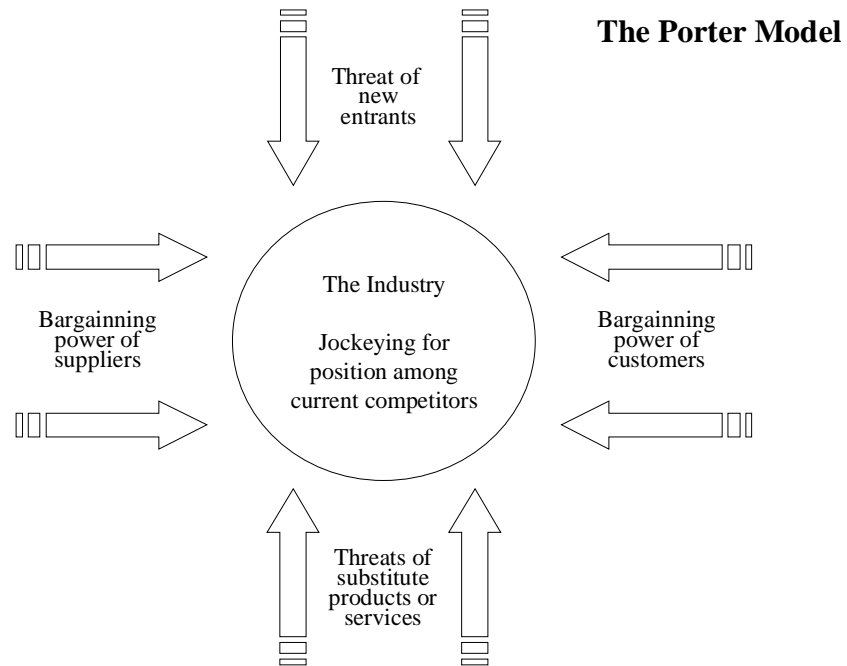 The Porter Model
Threat of
new
entrants
The Industry
Jockeying for
position among
current competitors
Bargainning
power of
suppliers
Bargainning
power of
customers
Threats of
substitute
products or
services